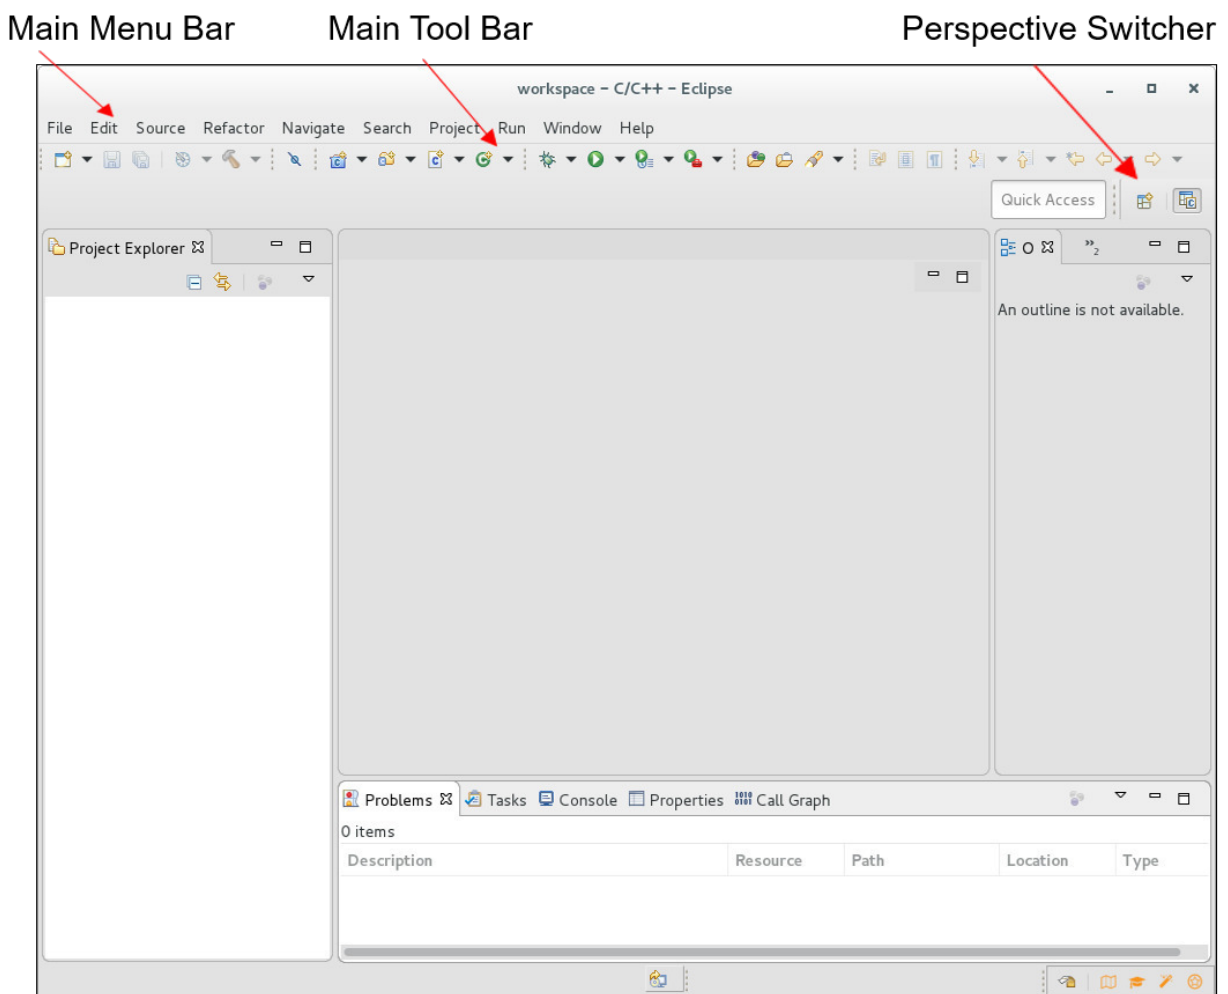 Main Menu Bar Main Tool Bar Perspective Switcher
workspace – C/C++ – Eclipse
File Edit Source Refactor Navigate Search Project Run Window Help
Quick Access
Project Explorer
O
»2
An outline is not available.
Problems Tasks Console Properties Call Graph
0 items
Description Resource Path Location Type